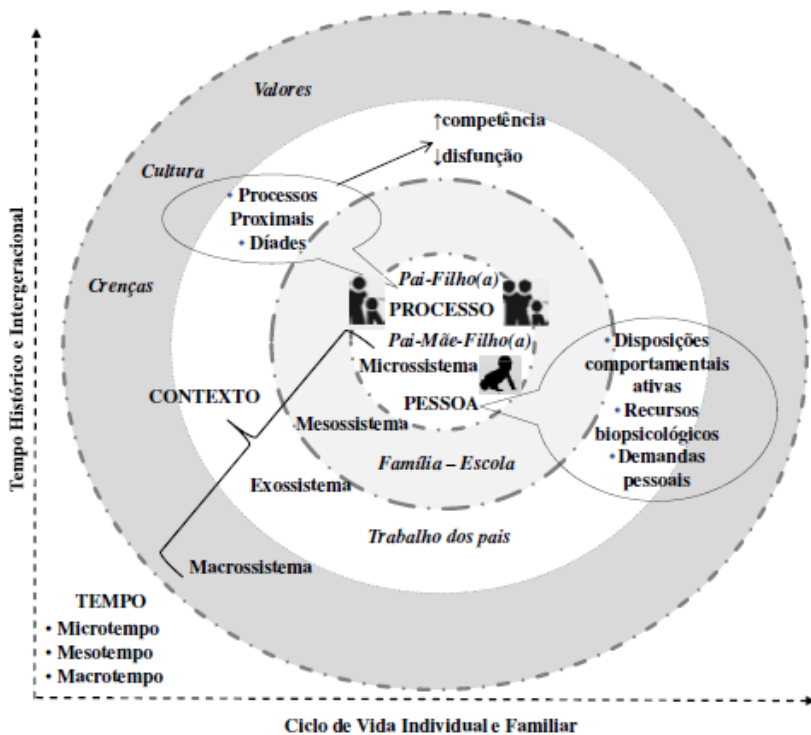 Tempo Histórico e Intergeracional
Valores
↑competência
↓disfunção
Cultura
• Processos
Proximais
• Díades
Crenças
Pai-Filho(a)
PROCESSO
Pai-Mãe-Filho(a)
Microssistema
PESSOA
• Disposições
comportamentais
ativas
• Recursos
biopsicológicos
• Demandas
pessoais
CONTEXTO
Mesossistema
Família – Escola
Exossistema
Trabalho dos pais
Macrossistema
TEMPO
• Microtempo
• Mesotempo
• Macrotempo
Ciclo de Vida Individual e Familiar